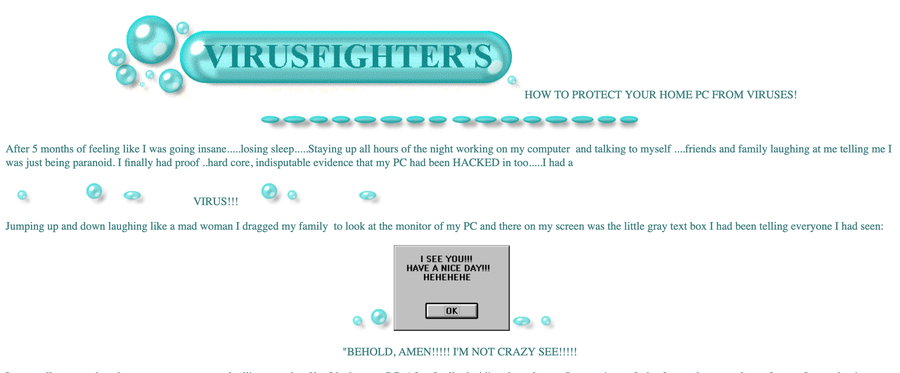 VIRUSFIGHTER'S
HOW TO PROTECT YOUR HOME PC FROM VIRUSES!
After 5 months of feeling like I was going insane.....losing sleep.....Staying up all hours of the night working on my computer and talking to myself ....friends and family laughing at me telling me I
was just being paranoid. I finally had proof ..hard core, indisputable evidence that my PC had been HACKED in too.....I had a
VIRUS!!!
Jumping up and down laughing like a mad woman I dragged my family to look at the monitor of my PC and there on my screen was the little gray text box I had been telling everyone I had seen:
I SEE YOU!!!
HAVE A NICE DAY!!!
HEHEHEHE
OK
"BEHOLD, AMEN!!!!! I'M NOT CRAZY SEE!!!!!